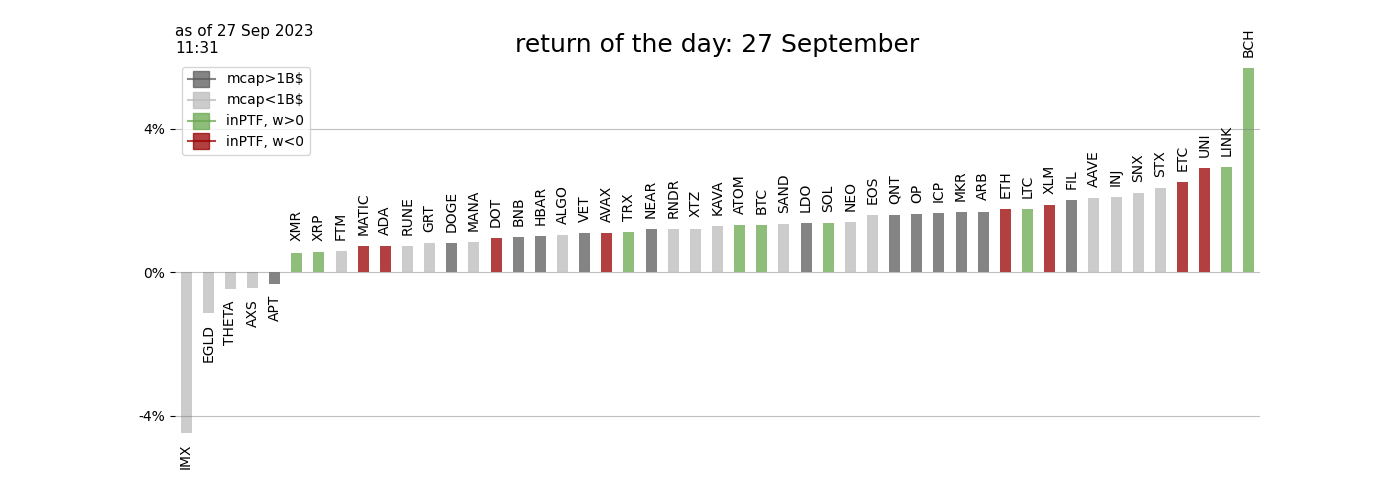 as of 27 Sep 2023
11:31
return of the day: 27 September
mcap>1B$
mcap<1B$
inPTF, w>0
inPTF, w<0
4%
0%
-4%
IMX
EGLD
THETA
AXS
APT
XMR
XRP
FTM
MATIC
ADA
RUNE
GRT
DOGE
MANA
DOT
BNB
HBAR
ALGO
VET
AVAX
TRX
NEAR
RNDR
XTZ
KAVA
ATOM
BTC
SAND
LDO
SOL
NEO
EOS
QNT
OP
ICP
MKR
ARB
ETH
LTC
XLM
FIL
AAVE
INJ
SNX
STX
ETC
UNI
LINK
BCH